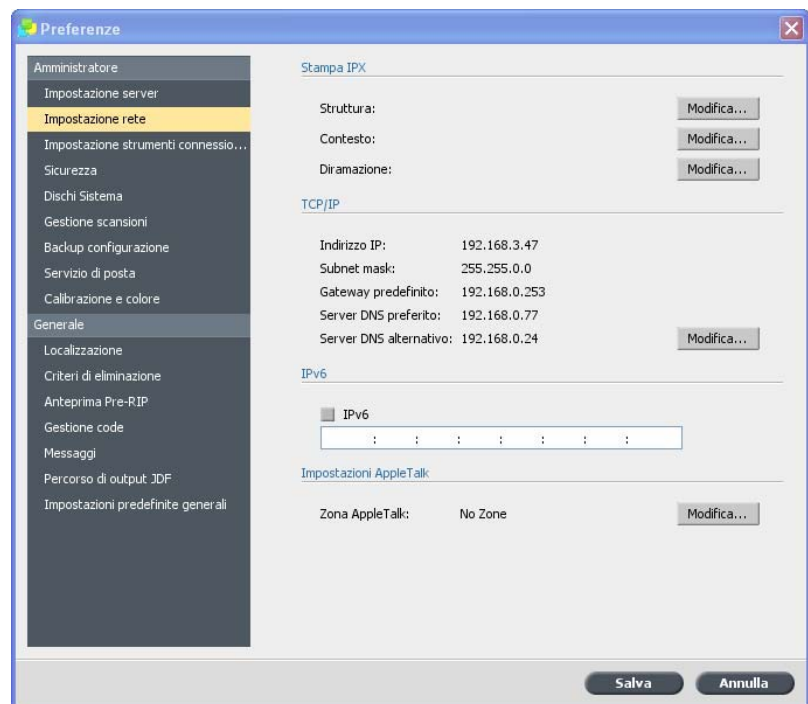 Preferenze
Amministratore
Impostazione server
Impostazione rete
Impostazione strumenti connessio...
Sicurezza
Dischi Sistema
Gestione scansioni
Backup configurazione
Servizio di posta
Calibrazione e colore
Generale
Localizzazione
Criteri di eliminazione
Anteprima Pre-RIP
Gestione code
Messaggi
Percorso di output JDF
Impostazioni predefinite generali
Stampa IPX
Struttura: Modifica...
Contesto: Modifica...
Diramazione: Modifica...
TCP/IP
Indirizzo IP: 192.168.3.47
Subnet mask: 255.255.0.0
Gateway predefinito: 192.168.0.253
Server DNS preferito: 192.168.0.77
Server DNS alternativo: 192.168.0.24 Modifica...
IPv6
IPv6
: : : : : : :
Impostazioni AppleTalk
Zona AppleTalk: No Zone Modifica...
Salva Annulla